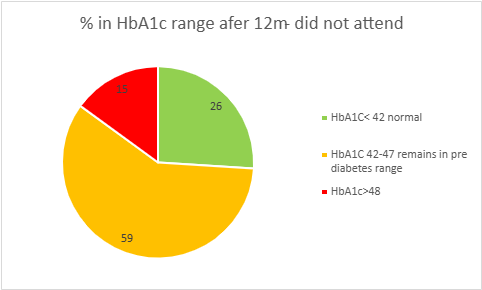 % in HbA1c range afer 12m- did not attend
15
26
HbA1C< 42 normal
HbA1C 42-47 remains in pre
diabetes range
HbA1c>48
59